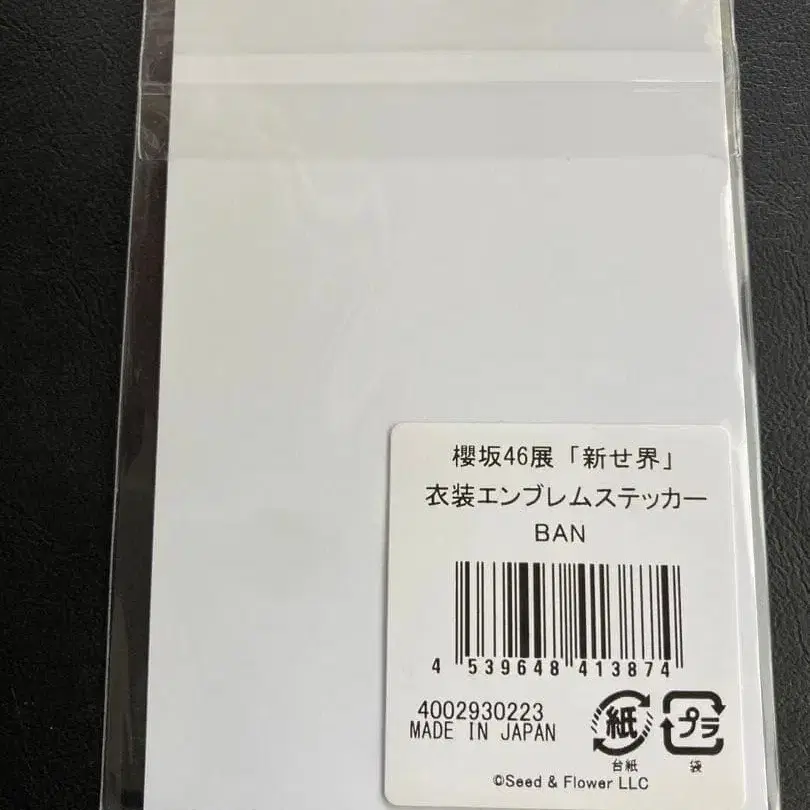 櫻坂46展「新せ界」
衣装エンブレムステッカー
BAN
4 539648 413874
4002930223
MADE IN JAPAN
紙
台紙
プラ
袋
©Seed & Flower LLC